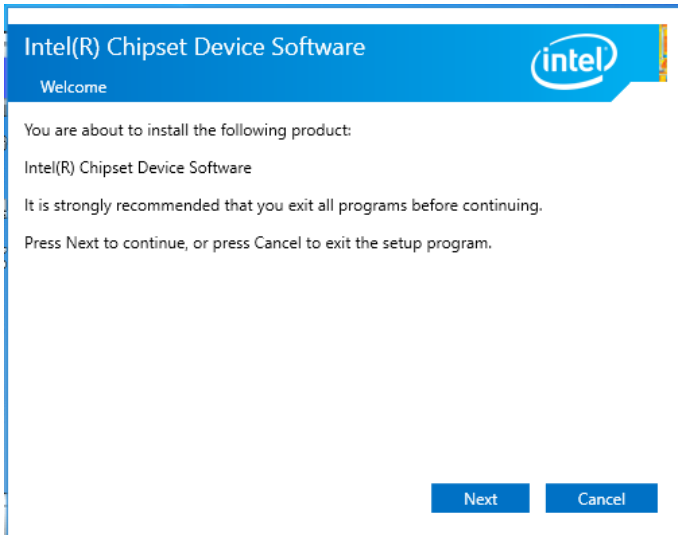 Intel(R) Chipset Device Software
intel
Welcome
You are about to install the following product:
Intel(R) Chipset Device Software
It is strongly recommended that you exit all programs before continuing.
Press Next to continue, or press Cancel to exit the setup program.
Next
Cancel